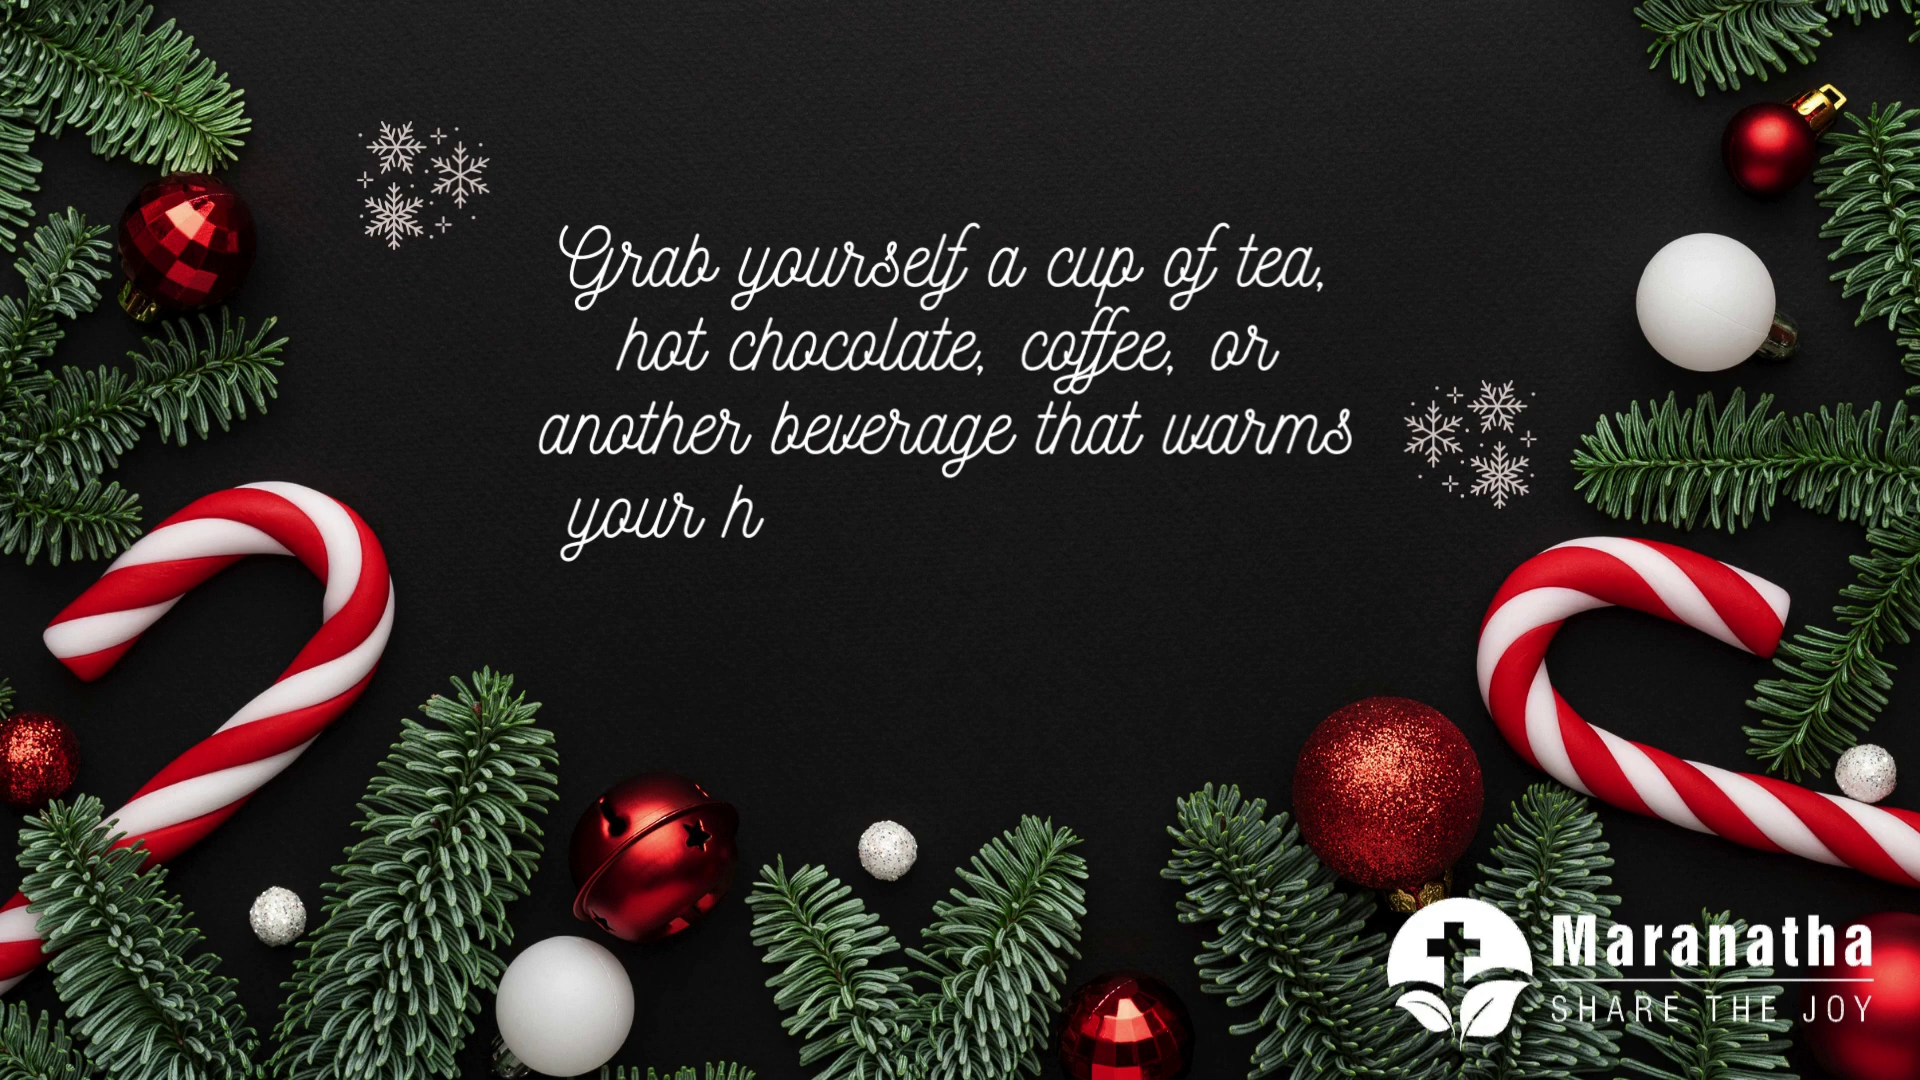 Grab yourself a cup of tea,
hot chocolate, coffee, or
another beverage that warms
your h
Maranatha
SHARE THE JOY